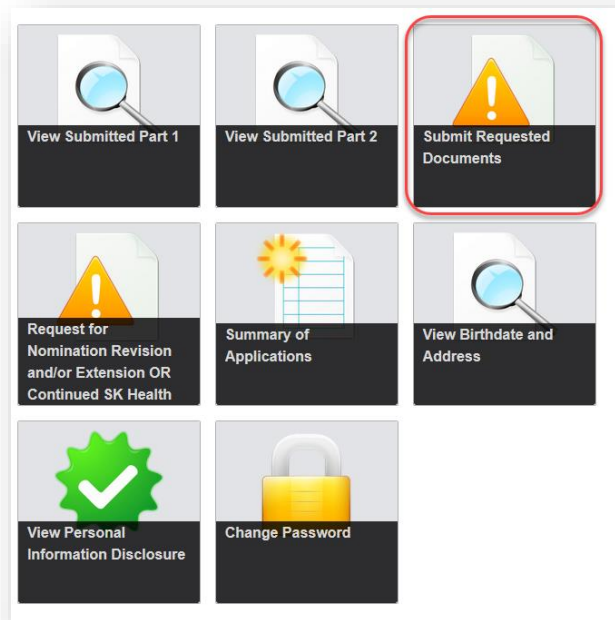 View Submitted Part 1
View Submitted Part 2
Submit Requested
Documents
Request for
Nomination Revision
and/or Extension OR
Continued SK Health
Summary of
Applications
View Birthdate and
Address
View Personal
Information Disclosure
Change Password